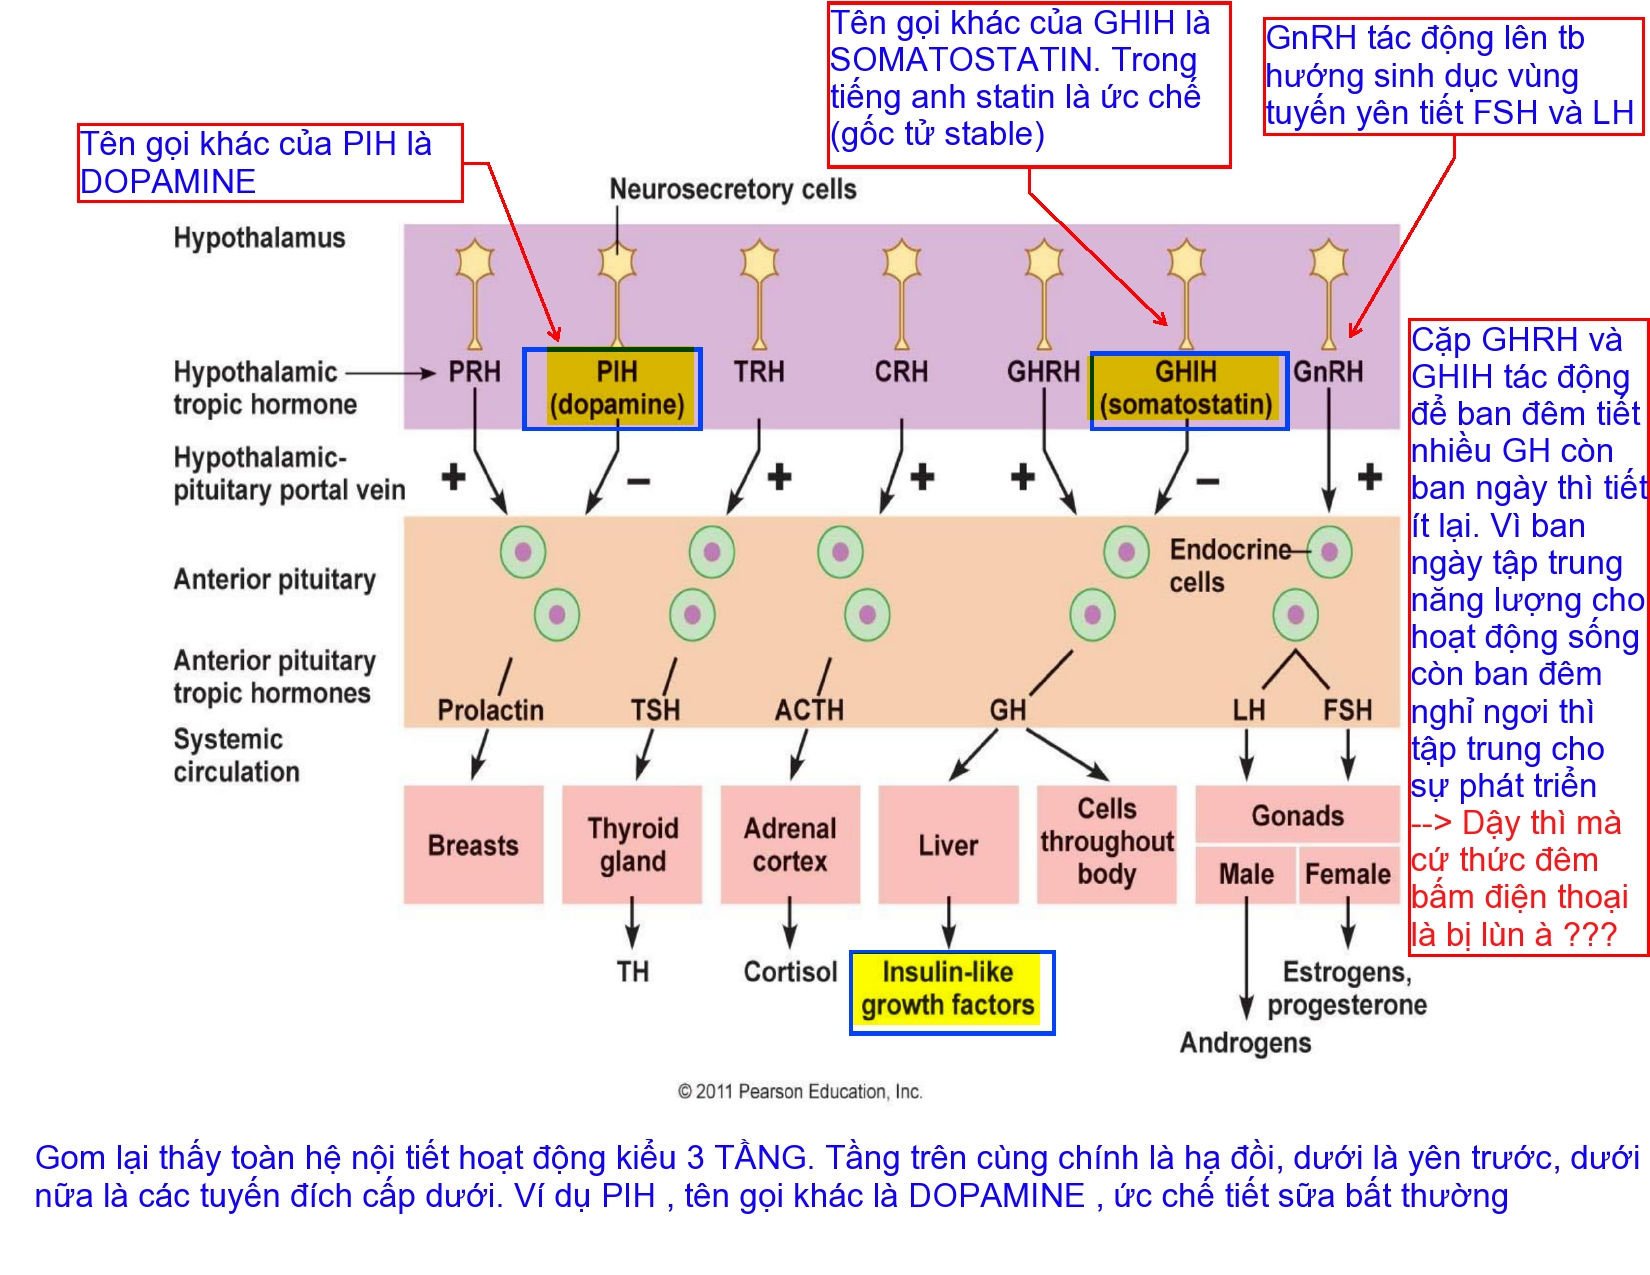 Tên gọi khác của GHIH là
SOMATOSTATIN. Trong
tiếng anh statin là ức chế
(gốc tử stable)
GnRH tác động lên tb
hướng sinh dục vùng
tuyến yên tiết FSH và LH
Tên gọi khác của PIH là
DOPAMINE
Neurosecretory cells
Hypothalamus
Hypothalamic
tropic hormone
PRH
PIH
(dopamine)
TRH
CRH
GHRH
GHIH
(somatostatin)
GnRH
Hypothalamic-
pituitary portal vein
+
–
+
+
+
–
+
Anterior pituitary
Endocrine
cells
Anterior pituitary
tropic hormones
Prolactin
TSH
ACTH
GH
LH
FSH
Systemic
circulation
Breasts
Thyroid
gland
Adrenal
cortex
Liver
Cells
throughout
body
Gonads
Male
Female
TH
Cortisol
Insulin-like
growth factors
Estrogens,
progesterone
Androgens
Cặp GHRH và
GHIH tác động
để ban đêm tiết
nhiều GH còn
ban ngày thì tiết
ít lại. Vì ban
ngày tập trung
năng lượng cho
hoạt động sống
còn ban đêm
nghỉ ngơi thì
tập trung cho
sự phát triển
--> Dậy thì mà
cứ thức đêm
bấm điện thoại
là bị lùn à ???
© 2011 Pearson Education, Inc.
Gom lại thấy toàn hệ nội tiết hoạt động kiểu 3 TẦNG. Tầng trên cùng chính là hạ đồi, dưới là yên trước, dưới
nữa là các tuyến đích cấp dưới. Ví dụ PIH , tên gọi khác là DOPAMINE , ức chế tiết sữa bất thường